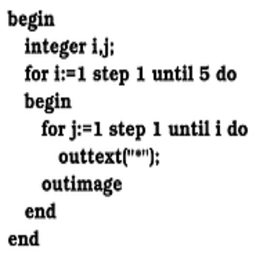 begin
integer i,j;
for i:=1 step 1 until 5 do
begin
for j:=1 step 1 until i do
outtext("*");
outimage
end
end